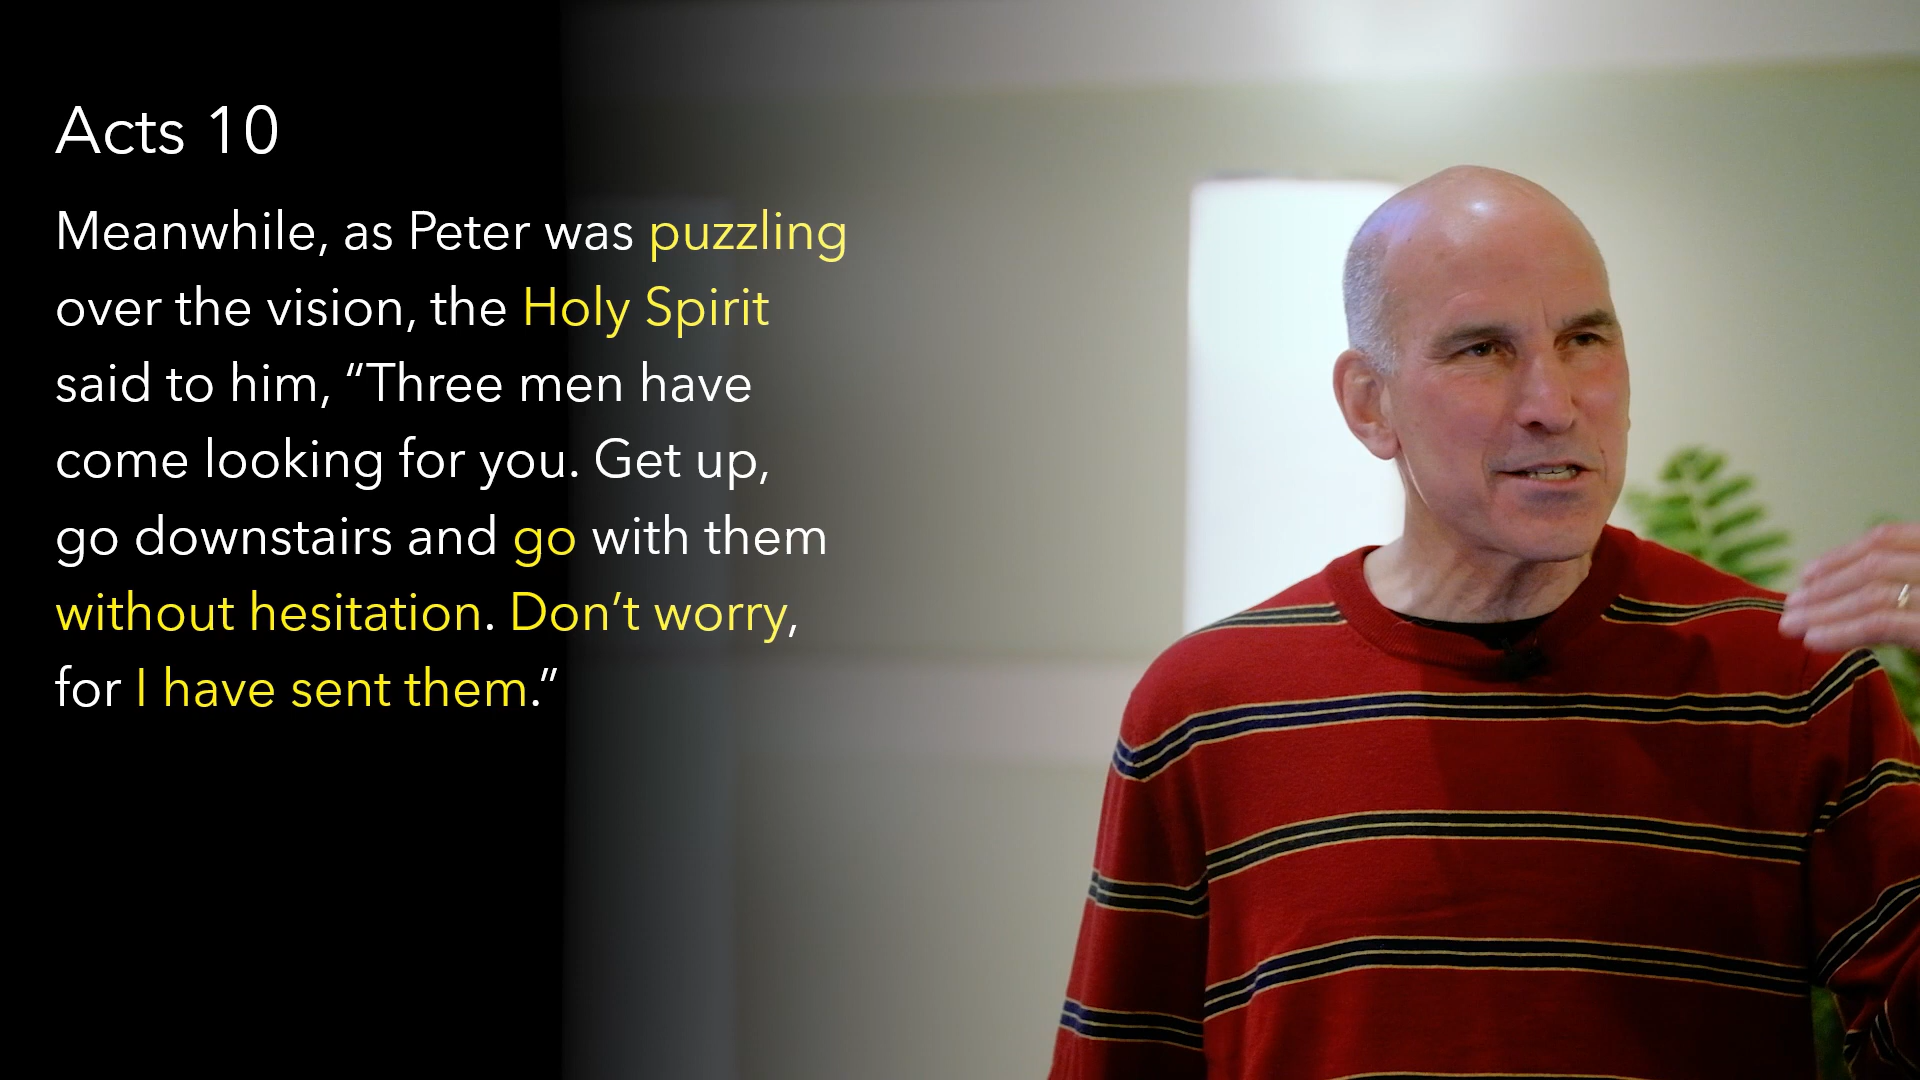 Acts 10
Meanwhile, as Peter was puzzling
over the vision, the Holy Spirit
said to him, “Three men have
come looking for you. Get up,
go downstairs and go with them
without hesitation. Don’t worry,
for I have sent them.”